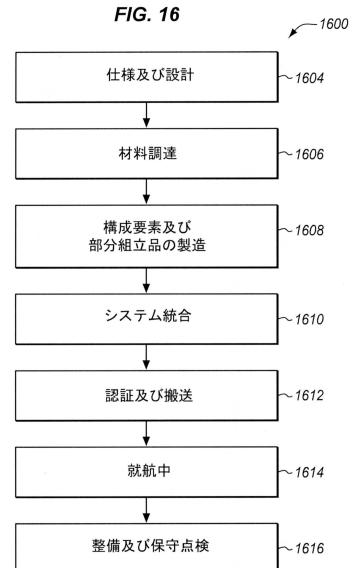 FIG. 16
1600
仕様及び設計
1604
材料調達
1606
構成要素及び
部分組立品の製造
1608
システム統合
1610
認証及び搬送
1612
就航中
1614
整備及び保守点検
1616